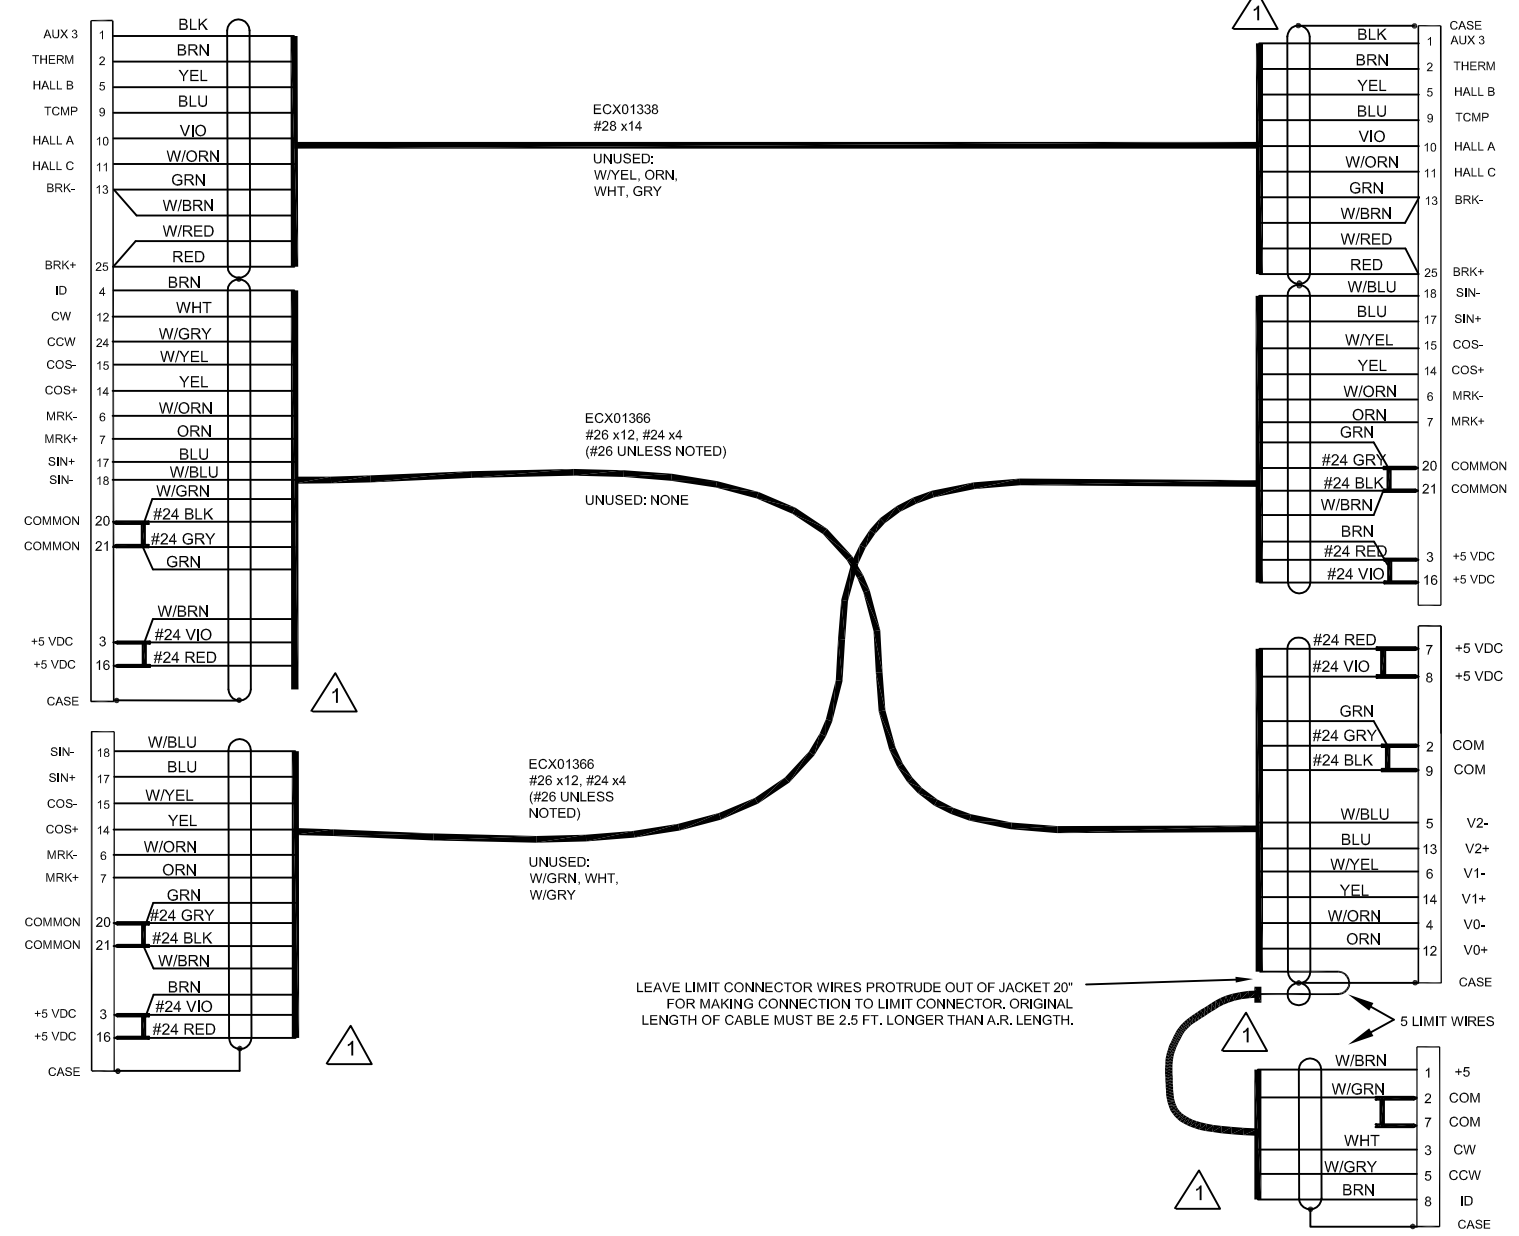 AUX 3 1 BLK
THERM 2 BRN
HALL B 5 YEL
TCMP 9 BLU
HALL A 10 VIO
HALL C 11 W/ORN
BRK- 13 GRN
W/BRN
W/RED
BRK+ 25 RED
ID 4 BRN
CW 12 WHT
CCW 24 W/GRY
COS- 15 W/YEL
COS+ 14 YEL
MRK- 6 W/ORN
MRK+ 7 ORN
SIN+ 17 BLU
SIN- 18 W/BLU
W/GRN
COMMON 20 #24 BLK
COMMON 21 #24 GRY
GRN
W/BRN
+5 VDC 3 #24 VIO
+5 VDC 16 #24 RED
CASE
1
SIN- 18 W/BLU
SIN+ 17 BLU
COS- 15 W/YEL
COS+ 14 YEL
MRK- 6 W/ORN
MRK+ 7 ORN
GRN
COMMON 20 #24 GRY
COMMON 21 #24 BLK
W/BRN
BRN
+5 VDC 3 #24 VIO
+5 VDC 16 #24 RED
CASE
1
ECX01338
#28 x14
UNUSED:
W/YEL, ORN,
WHT, GRY
ECX01366
#26 x12, #24 x4
(#26 UNLESS NOTED)
UNUSED: NONE
ECX01366
#26 x12, #24 x4
(#26 UNLESS
NOTED)
UNUSED:
W/GRN, WHT,
W/GRY
LEAVE LIMIT CONNECTOR WIRES PROTRUDE OUT OF JACKET 20"
FOR MAKING CONNECTION TO LIMIT CONNECTOR. ORIGINAL
LENGTH OF CABLE MUST BE 2.5 FT. LONGER THAN A.R. LENGTH.
1
CASE
BLK 1 AUX 3
BRN 2 THERM
YEL 5 HALL B
BLU 9 TCMP
VIO 10 HALL A
W/ORN 11 HALL C
GRN 13 BRK-
W/BRN
W/RED
RED 25 BRK+
W/BLU 18 SIN-
BLU 17 SIN+
W/YEL 15 COS-
YEL 14 COS+
W/ORN 6 MRK-
ORN 7 MRK+
GRN
#24 GRY 20 COMMON
#24 BLK 21 COMMON
W/BRN
BRN
#24 RED 3 +5 VDC
#24 VIO 16 +5 VDC
#24 RED 7 +5 VDC
#24 VIO 8 +5 VDC
GRN
#24 GRY 2 COM
#24 BLK 9 COM
W/BLU 5 V2-
BLU 13 V2+
W/YEL 6 V1-
YEL 14 V1+
W/ORN 4 V0-
ORN 12 V0+
CASE
5 LIMIT WIRES
1
W/BRN 1 +5
W/GRN 2 COM
7 COM
WHT 3 CW
W/GRY 5 CCW
BRN 8 ID
CASE
1